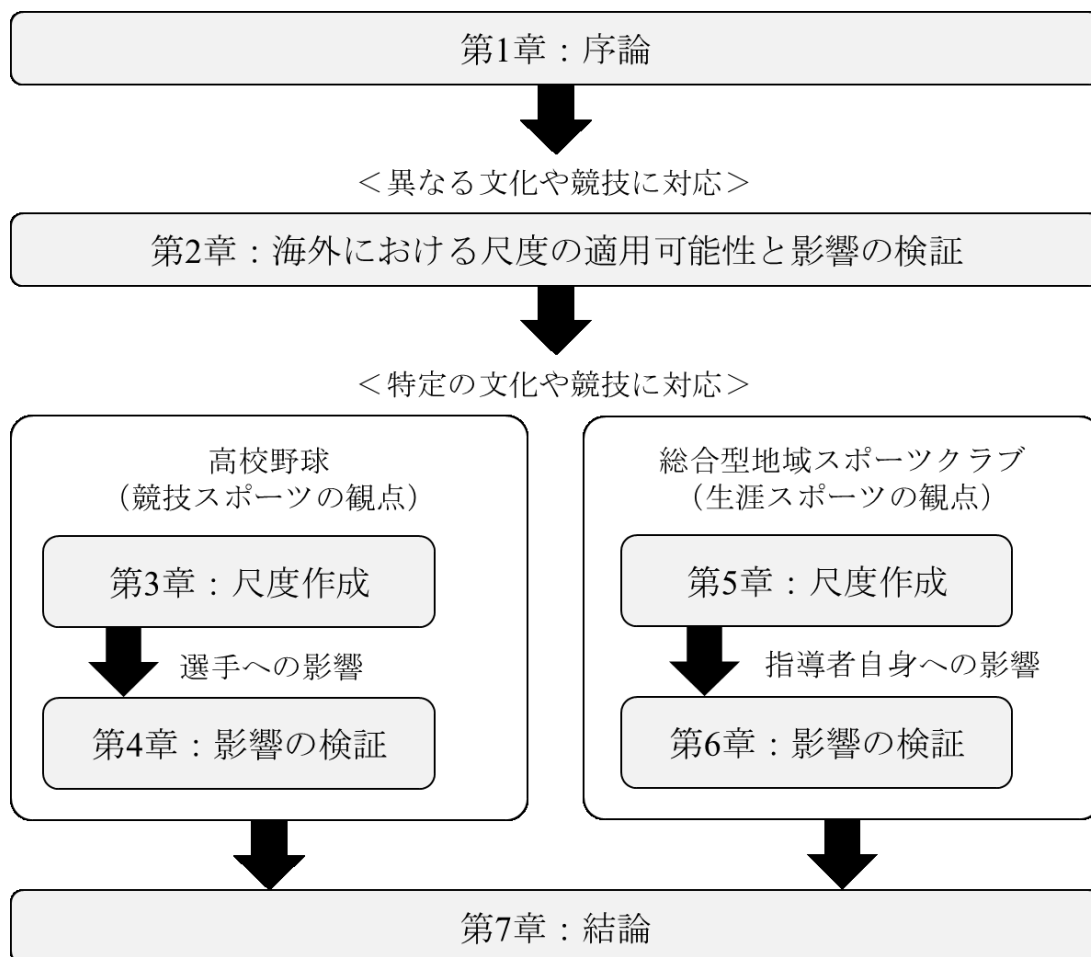 第1章：序論
＜異なる文化や競技に対応＞
第2章：海外における尺度の適用可能性と影響の検証
＜特定の文化や競技に対応＞
高校野球
（競技スポーツの観点）
第3章：尺度作成
選手への影響
第4章：影響の検証
総合型地域スポーツクラブ
（生涯スポーツの観点）
第5章：尺度作成
指導者自身への影響
第6章：影響の検証
第7章：結論